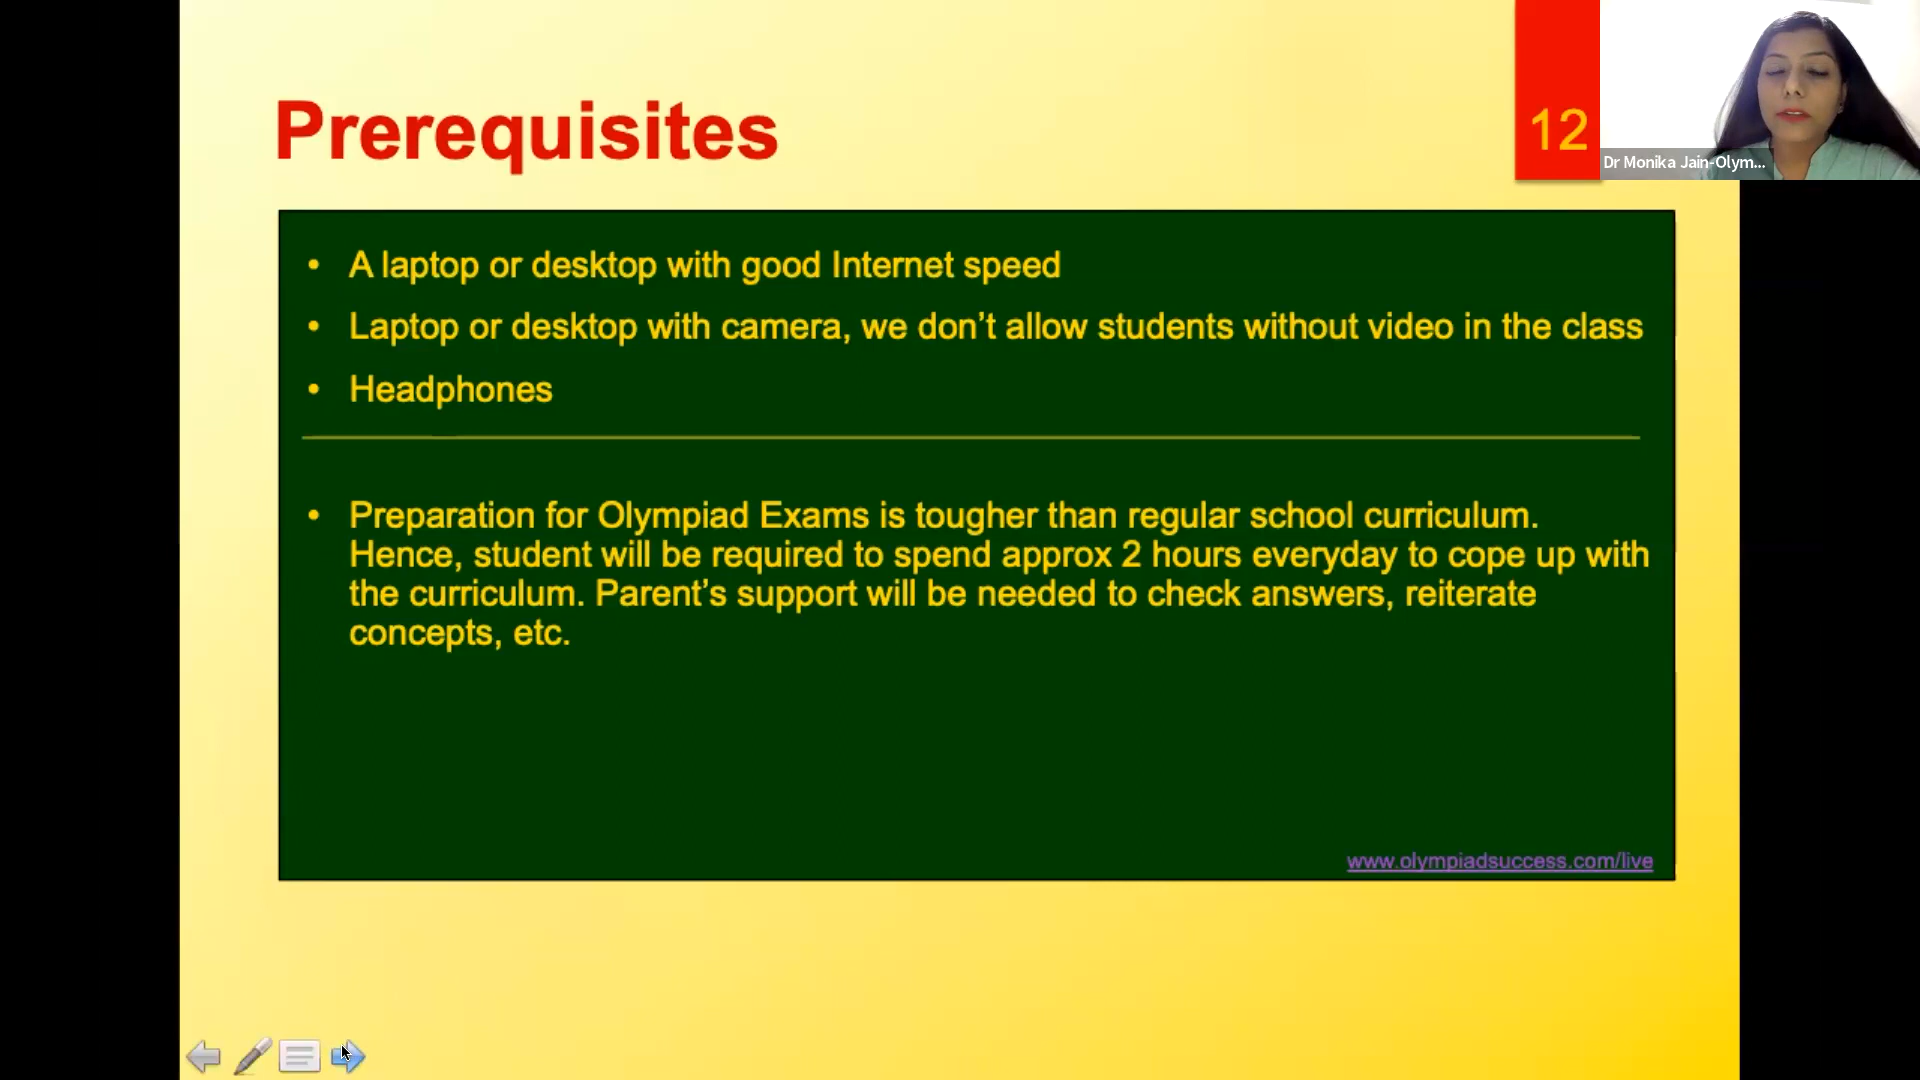 Prerequisites
12
Dr Monika Jain-Olym...
• A laptop or desktop with good Internet speed
• Laptop or desktop with camera, we don’t allow students without video in the class
• Headphones
• Preparation for Olympiad Exams is tougher than regular school curriculum.
Hence, student will be required to spend approx 2 hours everyday to cope up with
the curriculum. Parent’s support will be needed to check answers, reiterate
concepts, etc.
www.olympiadsuccess.com/live